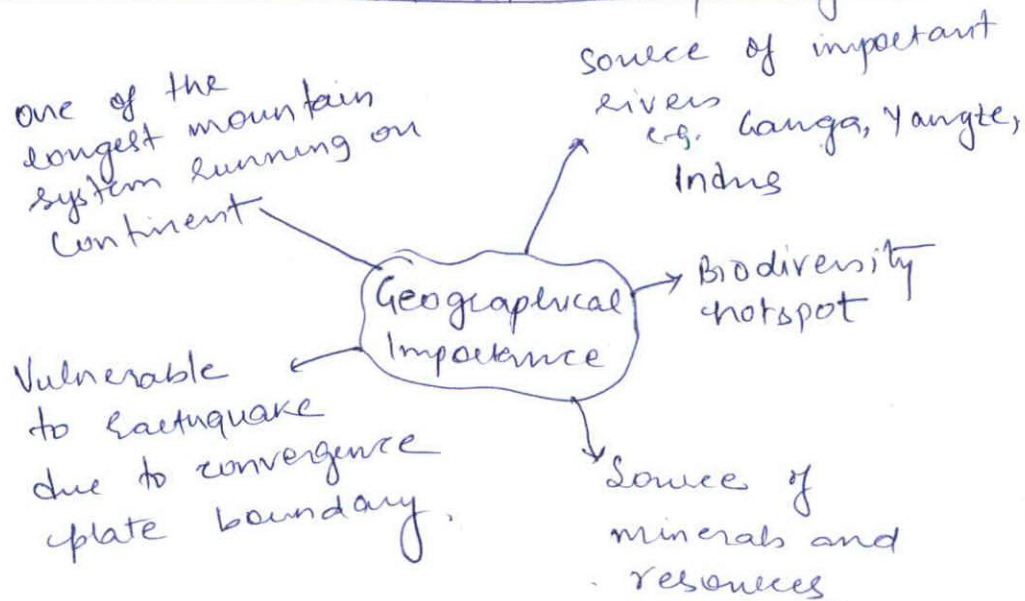 one of the
longest mountain
system running on
continent
Source of important
rivers
e.g. Ganga, Yangte,
Indus
Geographical
Importance
Biodiversity
hotspot
Vulnerable
to Earthquake
due to convergence
plate boundary.
Source of
minerals and
resources